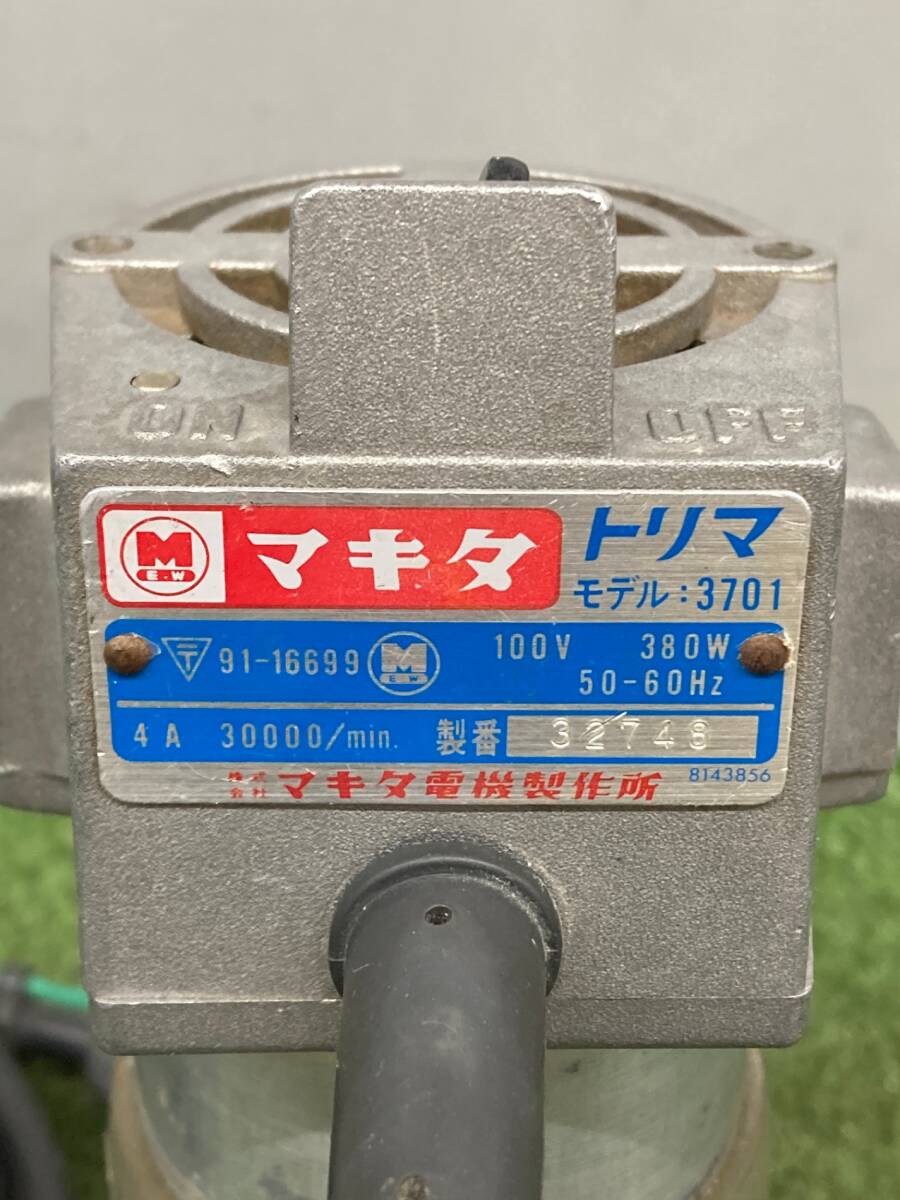 ON OFF
M
E.W
マキタ
トリマ
モデル:3701
〒 91-16699 M E W 100V 380W
50-60Hz
4A 30000/min. 製番 32748
株式会社 マキタ電機製作所 8143856